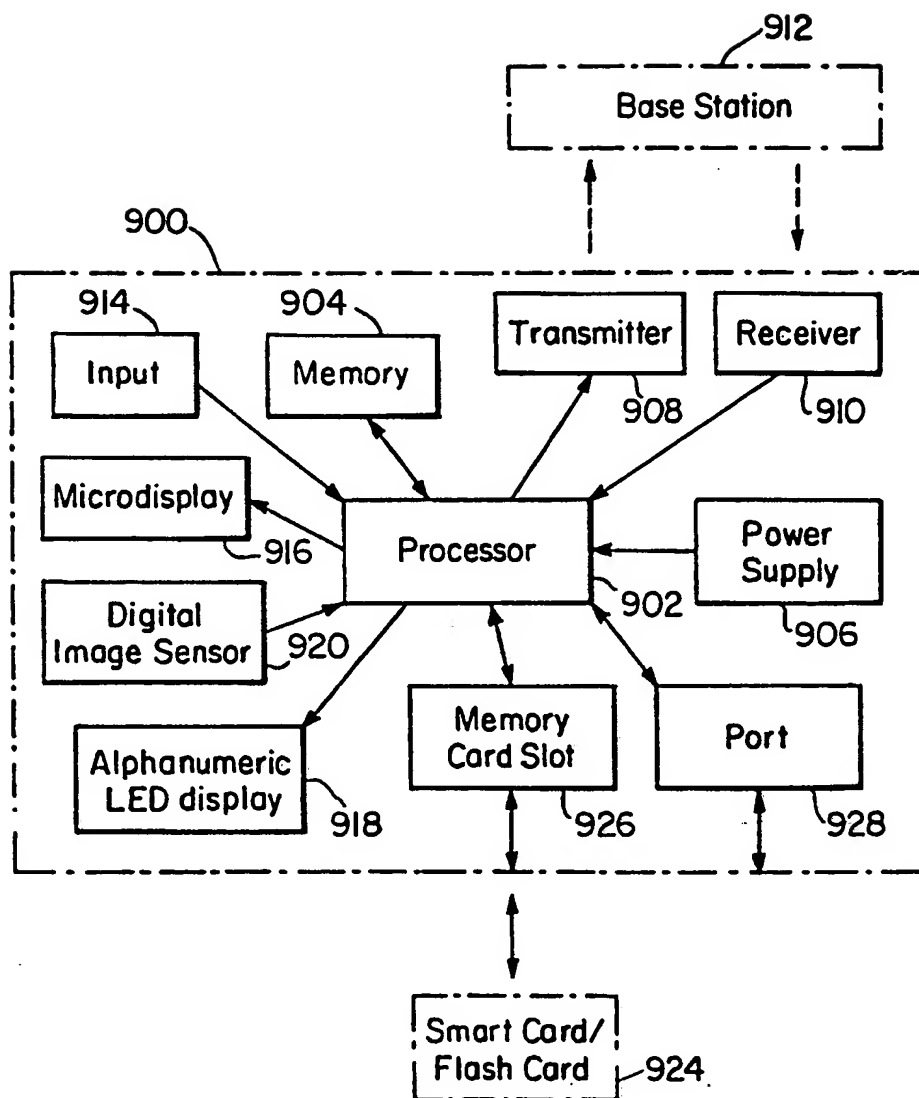 912
Base Station
900
914
904
Input
Memory
Transmitter
908
Receiver
910
Microdisplay
916
Processor
902
Power
Supply
906
Digital
Image Sensor
920
Alphanumeric
LED display
918
Memory
Card Slot
926
Port
928
Smart Card/
Flash Card
924